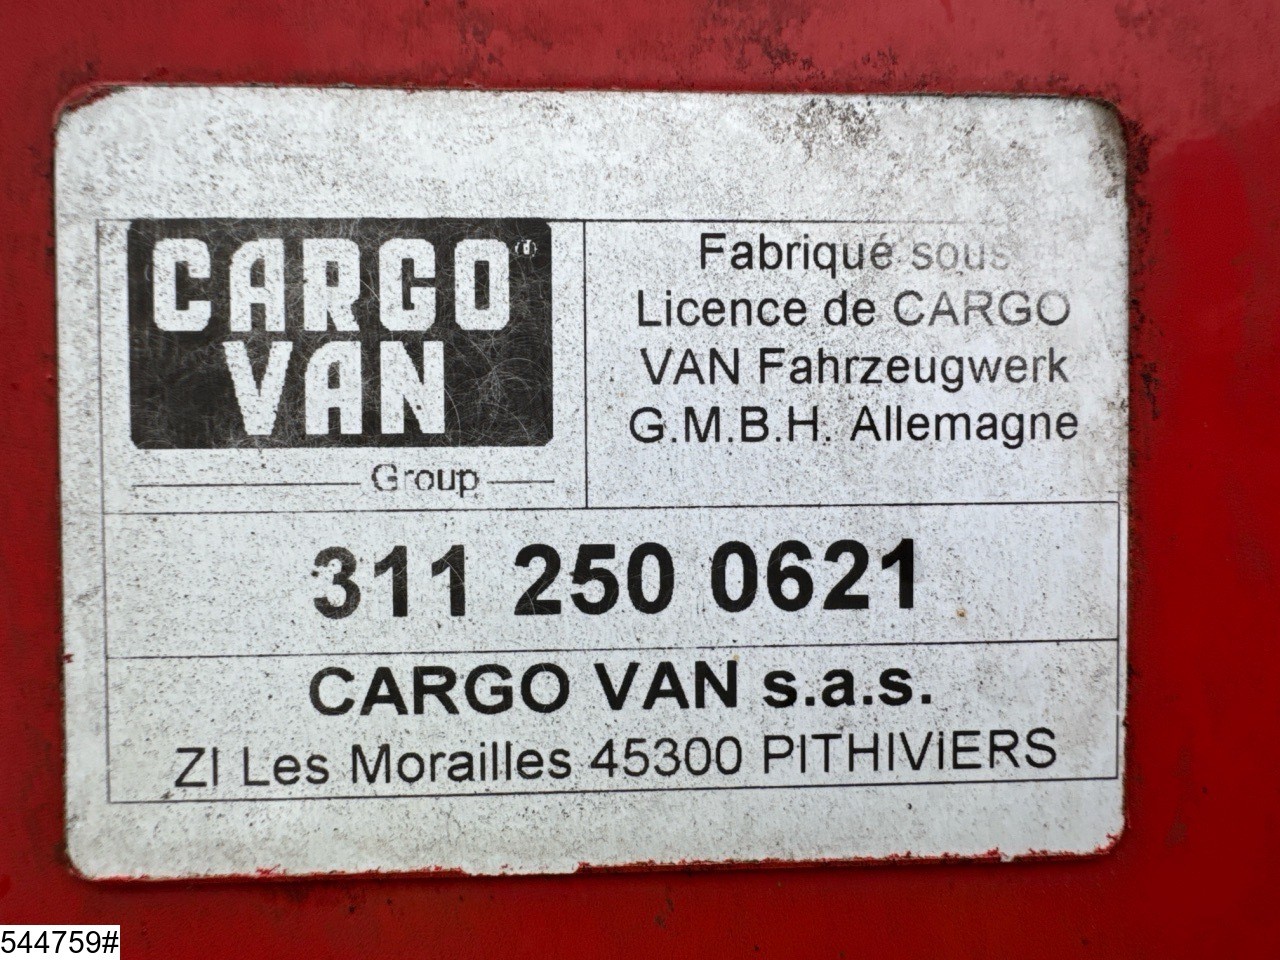 CARGO
VAN
Group
Fabriqué sous
Licence de CARGO
VAN Fahrzeugwerk
G.M.B.H. Allemagne
311 250 0621
CARGO VAN s.a.s.
ZI Les Morailles 45300 PITHIVIERS
544759#